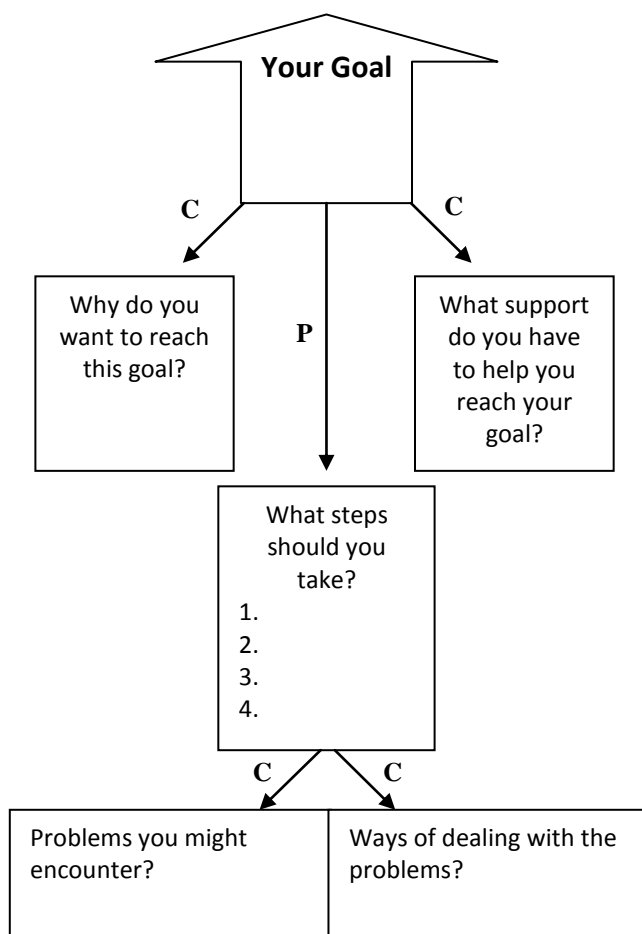 Your Goal
C
C
Why do you
want to reach
this goal?
What support
do you have
to help you
reach your
goal?
P
What steps
should you
take?
1.
2.
3.
4.
C
C
Problems you might
encounter?
Ways of dealing with the
problems?